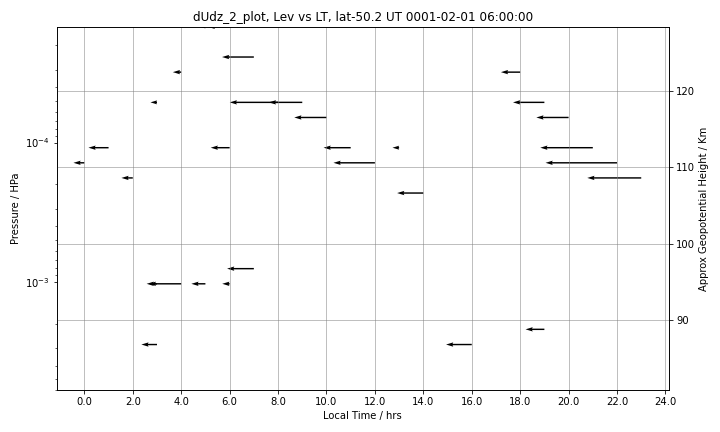 dUdz_2_plot, Lev vs LT, lat-50.2 UT 0001-02-01 06:00:00
Pressure / HPa
10⁻⁴
10⁻³
120
110
100
90
Approx Geopotential Height / Km
0.0 2.0 4.0 6.0 8.0 10.0 12.0 14.0 16.0 18.0 20.0 22.0 24.0
Local Time / hrs